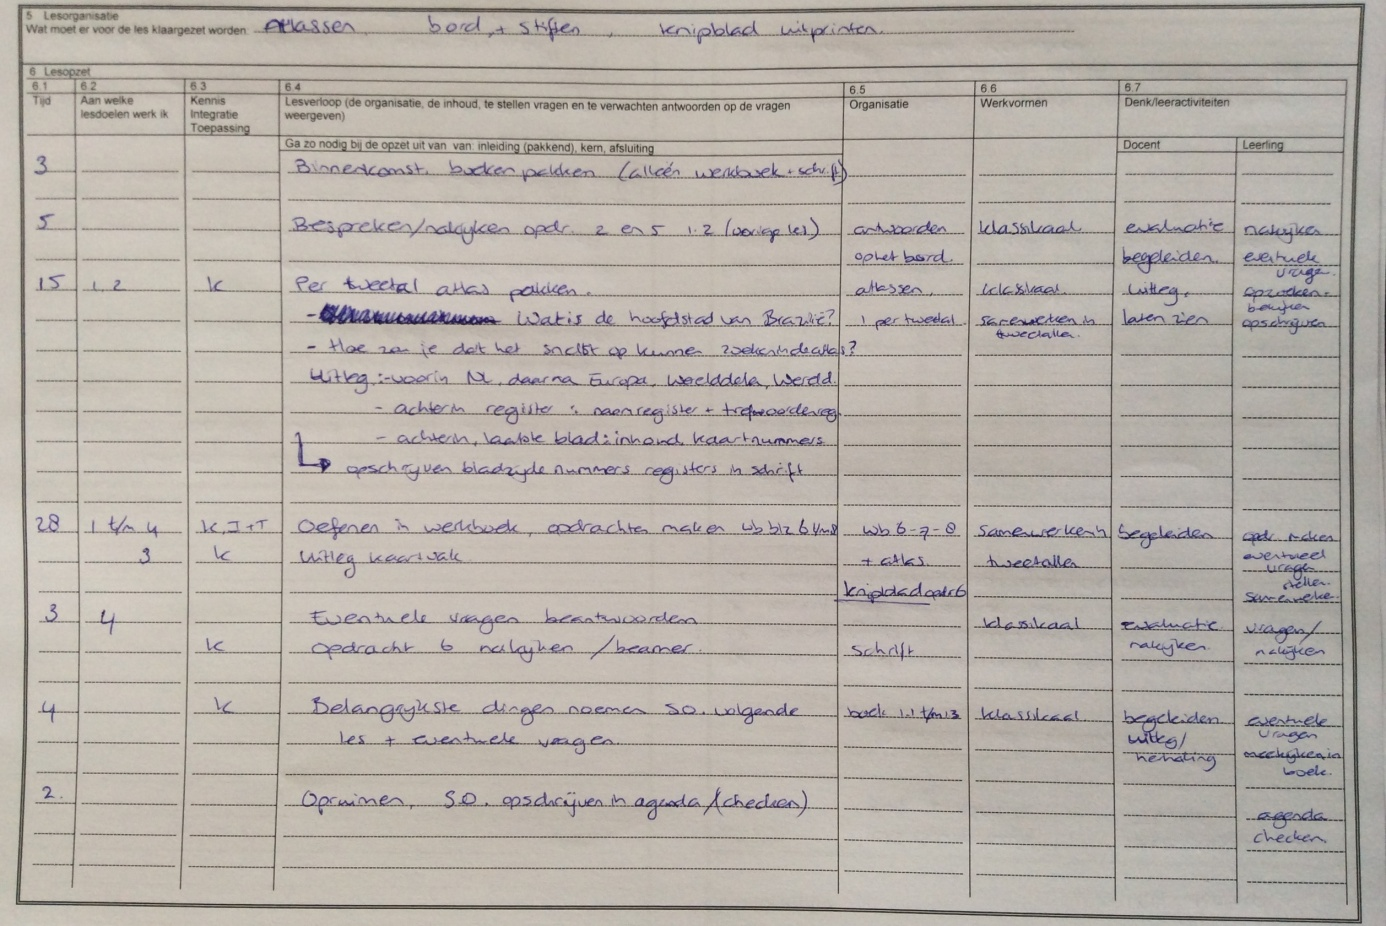 5 Lesorganisatie
Wat moet er voor de les klaargezet worden: Atlassen, bord, + stiften, knipblad uitprinten.
6 Lesopzet
6.1 6.2 6.3 6.4 6.5 6.6 6.7
Tijd Aan welke Kennis Lesverloop (de organisatie, de inhoud, te stellen vragen en te verwachten antwoorden op de vragen Organisatie Werkvormen Denk/leeractiviteiten
lesdoelen werk ik Integratie weergeven)
Toepassing
Ga zo nodig bij de opzet uit van van: inleiding (pakkend), kern, afsluiting Docent Leerling
3 Binnenkomst, boeken pakken (alleén werkboek + schrift)
5 Bespreken/nakijken opdr. 2 en 5 1.2 (vorige les) antwoorden klassikaal evaluatie nakijken
op het bord. begeleiden. eventuele
vragen.
15 1, 2 K Per tweetal atlas pakken. atlassen, klassikaal. uitleg, opzoeken-
bekijken
- Wat is de hoofdstad van Brazilië? 1 per tweetal. samenwerken in laten zien opschrijven
tweetallen.
- Hoe zou je dat het snelst op kunnen zoeken in de atlas?
Uitleg: - voorin NL, daarna Europa, Werelddelen, Wereld.
- achterin register: naamregister + trefwoordenreg.
- achterin, laatste blad: inhoud, kaartnummers
opschrijven bladzijde nummers registers in schrift
28 1 t/m 4 K, I + T Oefenen in werkboek, opdrachten maken wb blz 6 t/m 8 wb 6-7-8 samenwerken in begeleiden opdr. maken
3 K Uitleg kaartvak. + atlas. tweetallen eventueel
vragen
stellen.
knipblad opdr 6 samenwerken.
3 4 Eventuele vragen beantwoorden klassikaal evaluatie. vragen/
K opdracht 6 nakijken / beamer. schrift nakijken. nakijken
4 K Belangrijkste dingen noemen S.O. volgende boek 1.1 t/m 1.3 klassikaal begeleiden eventuele
les + eventuele vragen. uitleg/ vragen
herhaling meekijken in
boek.
2. Opruimen, S.O. opschrijven in agenda/(checken)
agenda
checken.